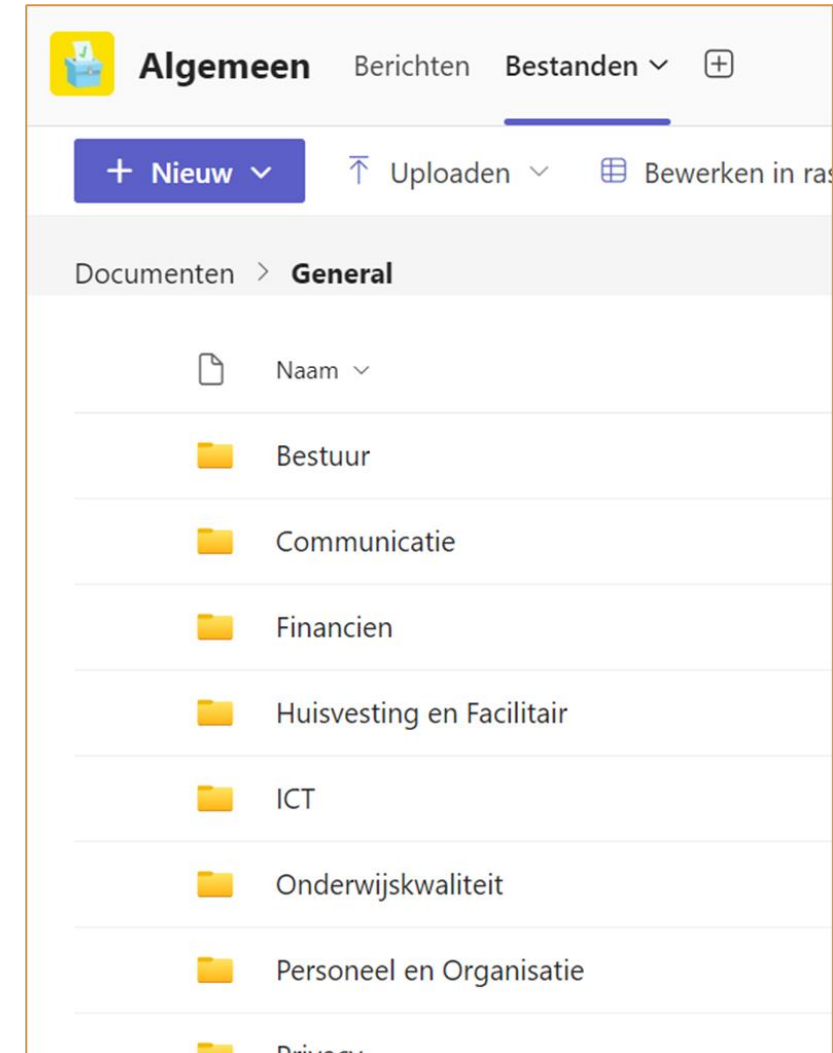 Algemeen Berichten Bestanden
+ Nieuw Uploaden Bewerken in ras
Documenten > General
Naam
Bestuur
Communicatie
Financien
Huisvesting en Facilitair
ICT
Onderwijskwaliteit
Personeel en Organisatie
Privacy